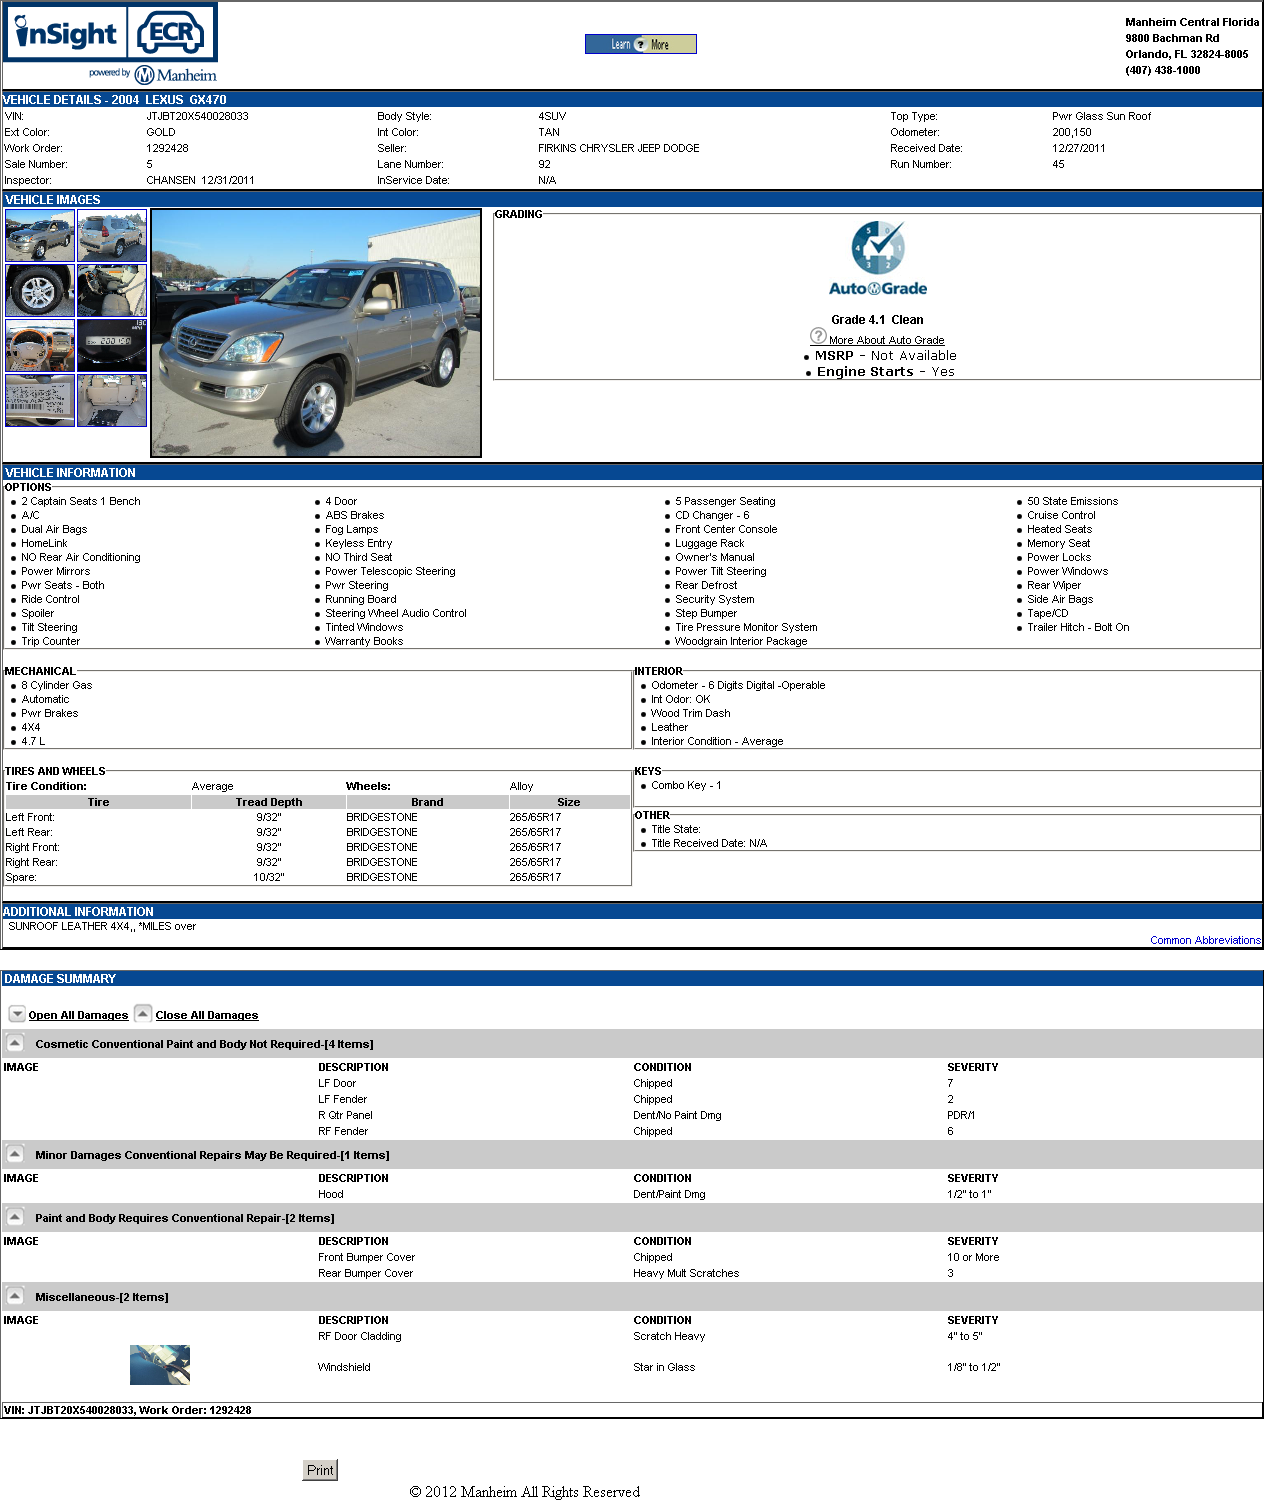 inSight ECR
powered by Manheim
Learn ? More
Manheim Central Florida
9800 Bachman Rd
Orlando, FL 32824-8005
(407) 438-1000
VEHICLE DETAILS - 2004 LEXUS GX470
VIN: JTJBT20X540028033 Body Style: 4SUV Top Type: Pwr Glass Sun Roof
Ext Color: GOLD Int Color: TAN Odometer: 200,150
Work Order: 1292428 Seller: FIRKINS CHRYSLER JEEP DODGE Received Date: 12/27/2011
Sale Number: 5 Lane Number: 92 Run Number: 45
Inspector: CHANSEN 12/31/2011 InService Date: N/A
VEHICLE IMAGES
GRADING
5 0 4 1 3 2
AutoGrade
Grade 4.1 Clean
? More About Auto Grade
• MSRP - Not Available
• Engine Starts - Yes
VEHICLE INFORMATION
OPTIONS
• 2 Captain Seats 1 Bench • 4 Door • 5 Passenger Seating • 50 State Emissions
• A/C • ABS Brakes • CD Changer - 6 • Cruise Control
• Dual Air Bags • Fog Lamps • Front Center Console • Heated Seats
• HomeLink • Keyless Entry • Luggage Rack • Memory Seat
• NO Rear Air Conditioning • NO Third Seat • Owner's Manual • Power Locks
• Power Mirrors • Power Telescopic Steering • Power Tilt Steering • Power Windows
• Pwr Seats - Both • Pwr Steering • Rear Defrost • Rear Wiper
• Ride Control • Running Board • Security System • Side Air Bags
• Spoiler • Steering Wheel Audio Control • Step Bumper • Tape/CD
• Tilt Steering • Tinted Windows • Tire Pressure Monitor System • Trailer Hitch - Bolt On
• Trip Counter • Warranty Books • Woodgrain Interior Package
MECHANICAL
• 8 Cylinder Gas
• Automatic
• Pwr Brakes
• 4X4
• 4.7 L
INTERIOR
• Odometer - 6 Digits Digital -Operable
• Int Odor: OK
• Wood Trim Dash
• Leather
• Interior Condition - Average
TIRES AND WHEELS
Tire Condition: Average Wheels: Alloy
Tire Tread Depth Brand Size
Left Front: 9/32" BRIDGESTONE 265/65R17
Left Rear: 9/32" BRIDGESTONE 265/65R17
Right Front: 9/32" BRIDGESTONE 265/65R17
Right Rear: 9/32" BRIDGESTONE 265/65R17
Spare: 10/32" BRIDGESTONE 265/65R17
KEYS
• Combo Key - 1
OTHER
• Title State:
• Title Received Date: N/A
ADDITIONAL INFORMATION
SUNROOF LEATHER 4X4,, *MILES over
Common Abbreviations
DAMAGE SUMMARY
Open All Damages Close All Damages
Cosmetic Conventional Paint and Body Not Required-[4 Items]
IMAGE DESCRIPTION CONDITION SEVERITY
LF Door Chipped 7
LF Fender Chipped 2
R Qtr Panel Dent/No Paint Dmg PDR/1
RF Fender Chipped 6
Minor Damages Conventional Repairs May Be Required-[1 Items]
IMAGE DESCRIPTION CONDITION SEVERITY
Hood Dent/Paint Dmg 1/2" to 1"
Paint and Body Requires Conventional Repair-[2 Items]
IMAGE DESCRIPTION CONDITION SEVERITY
Front Bumper Cover Chipped 10 or More
Rear Bumper Cover Heavy Mult Scratches 3
Miscellaneous-[2 Items]
IMAGE DESCRIPTION CONDITION SEVERITY
RF Door Cladding Scratch Heavy 4" to 5"
Windshield Star in Glass 1/8" to 1/2"
VIN: JTJBT20X540028033, Work Order: 1292428
Print
© 2012 Manheim All Rights Reserved